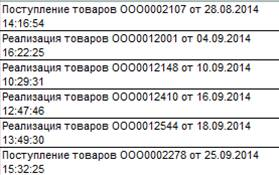 Поступление товаров ООО0002107 от 28.08.2014
14:16:54
Реализация товаров ООО0012001 от 04.09.2014
16:22:25
Реализация товаров ООО0012148 от 10.09.2014
10:29:31
Реализация товаров ООО0012410 от 16.09.2014
12:47:46
Реализация товаров ООО0012544 от 18.09.2014
13:49:30
Поступление товаров ООО0002278 от 25.09.2014
15:32:25